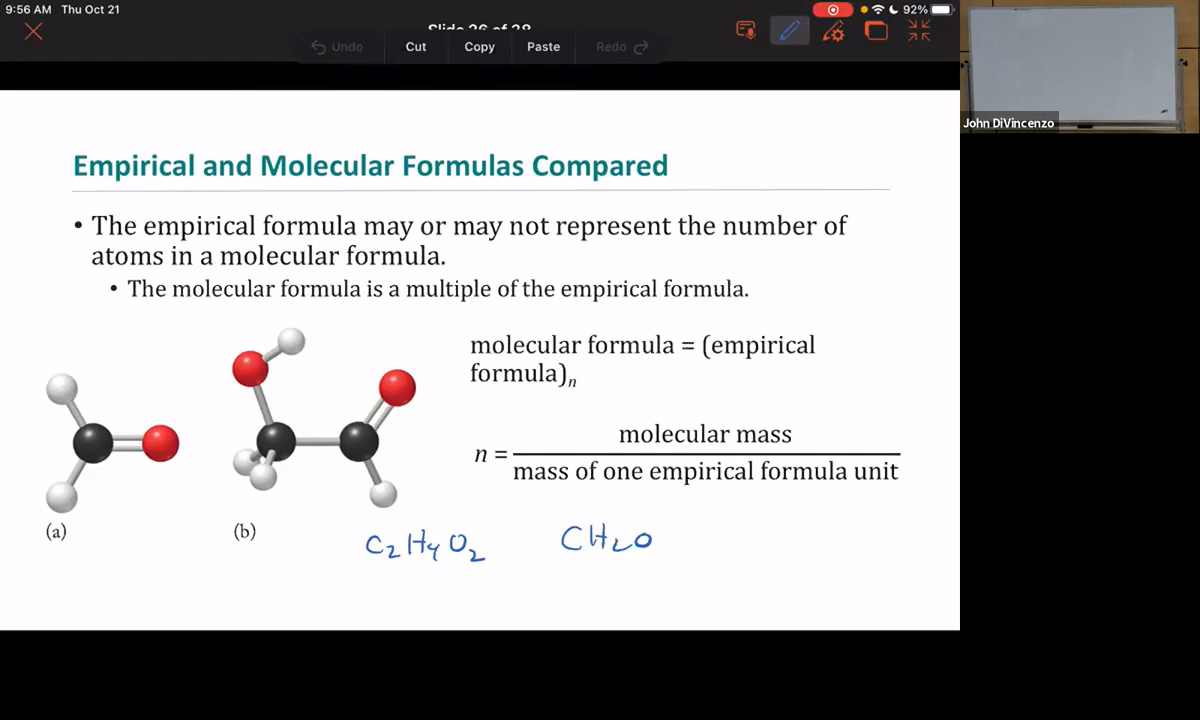 9:56 AM Thu Oct 21
92%
Slide 26 of 28
Undo Cut Copy Paste Redo
John DiVincenzo
Empirical and Molecular Formulas Compared
• The empirical formula may or may not represent the number of
atoms in a molecular formula.
• The molecular formula is a multiple of the empirical formula.
molecular formula = (empirical
formula)n
molecular mass
n =
mass of one empirical formula unit
(a)
(b)
C2H4O2
CH2O